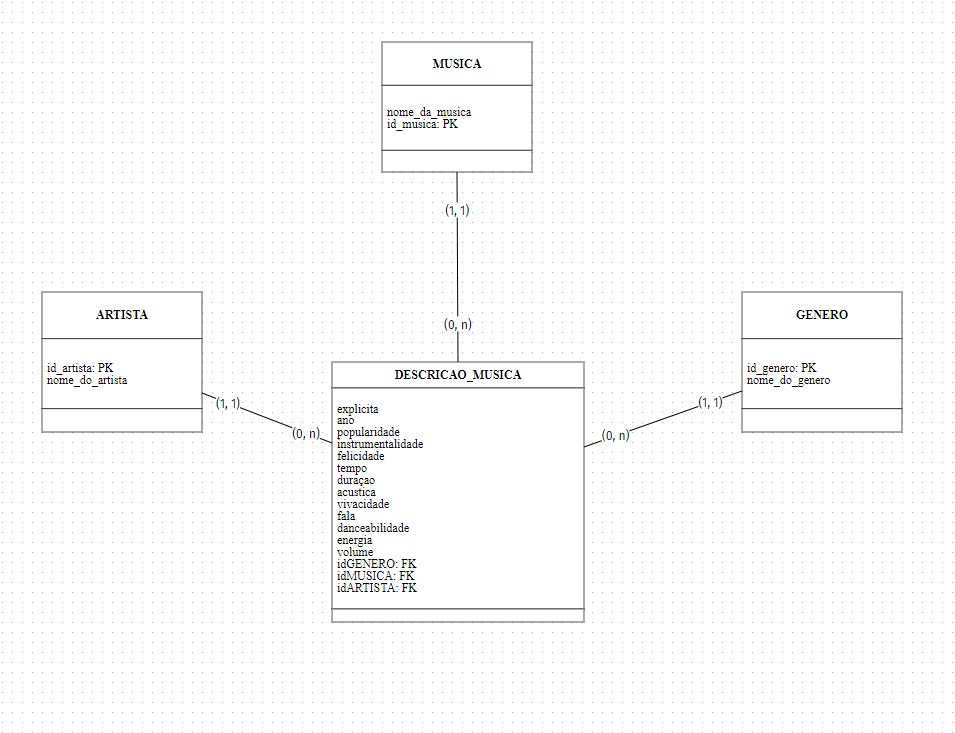 MUSICA
nome_da_musica
id_musica: PK
(1, 1)
(0, n)
ARTISTA
id_artista: PK
nome_do_artista
(1, 1)
(0, n)
GENERO
id_genero: PK
nome_do_genero
(1, 1)
(0, n)
DESCRICAO_MUSICA
explicita
ano
popularidade
instrumentalidade
felicidade
tempo
duraçao
acustica
vivacidade
fala
danceabilidade
energia
volume
idGENERO: FK
idMUSICA: FK
idARTISTA: FK